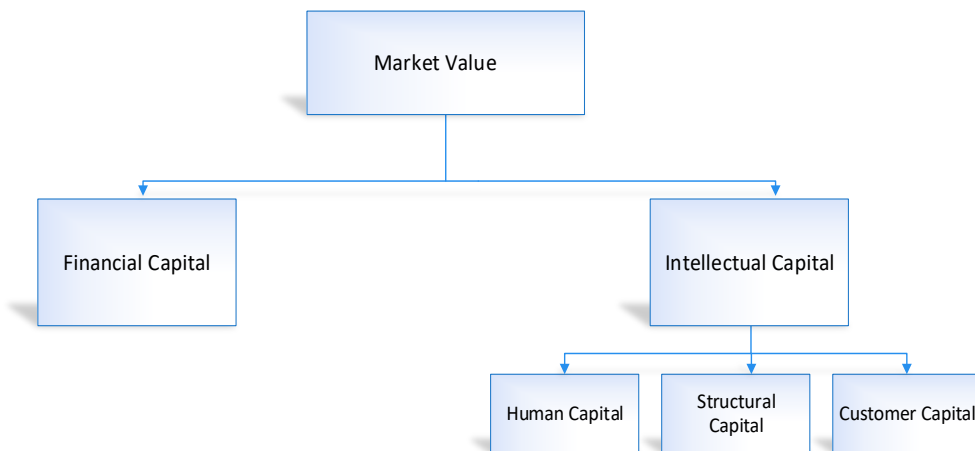 Market Value
Financial Capital
Intellectual Capital
Human Capital
Structural
Capital
Customer Capital